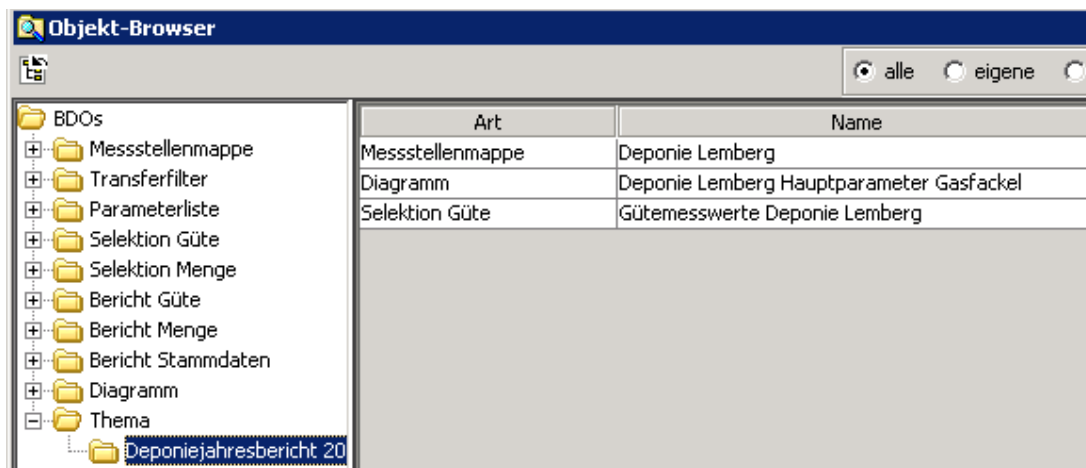 Objekt-Browser
alle eigene
BDOs
Messstellenmappe
Transferfilter
Parameterliste
Selektion Güte
Selektion Menge
Bericht Güte
Bericht Menge
Bericht Stammdaten
Diagramm
Thema
Deponiejahresbericht 20
Art Name
Messstellenmappe Deponie Lemberg
Diagramm Deponie Lemberg Hauptparameter Gasfackel
Selektion Güte Gütemesswerte Deponie Lemberg